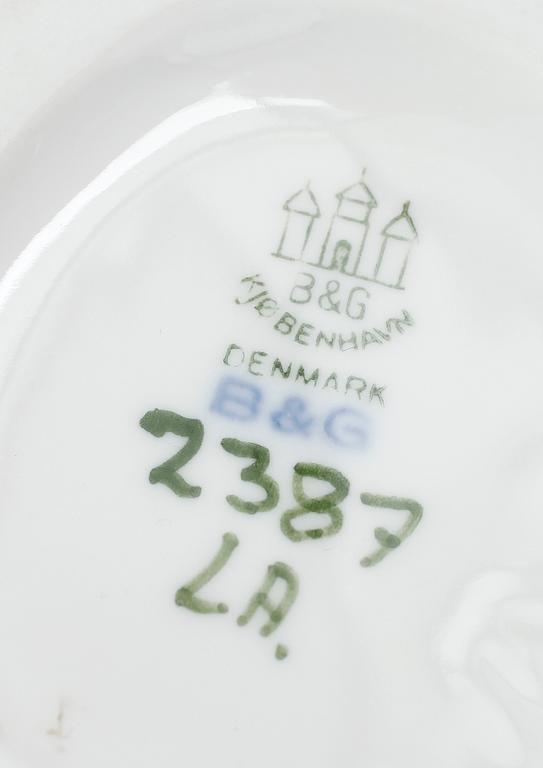 B&G
KJØBENHAVN
DENMARK
B&G
2387
LA.